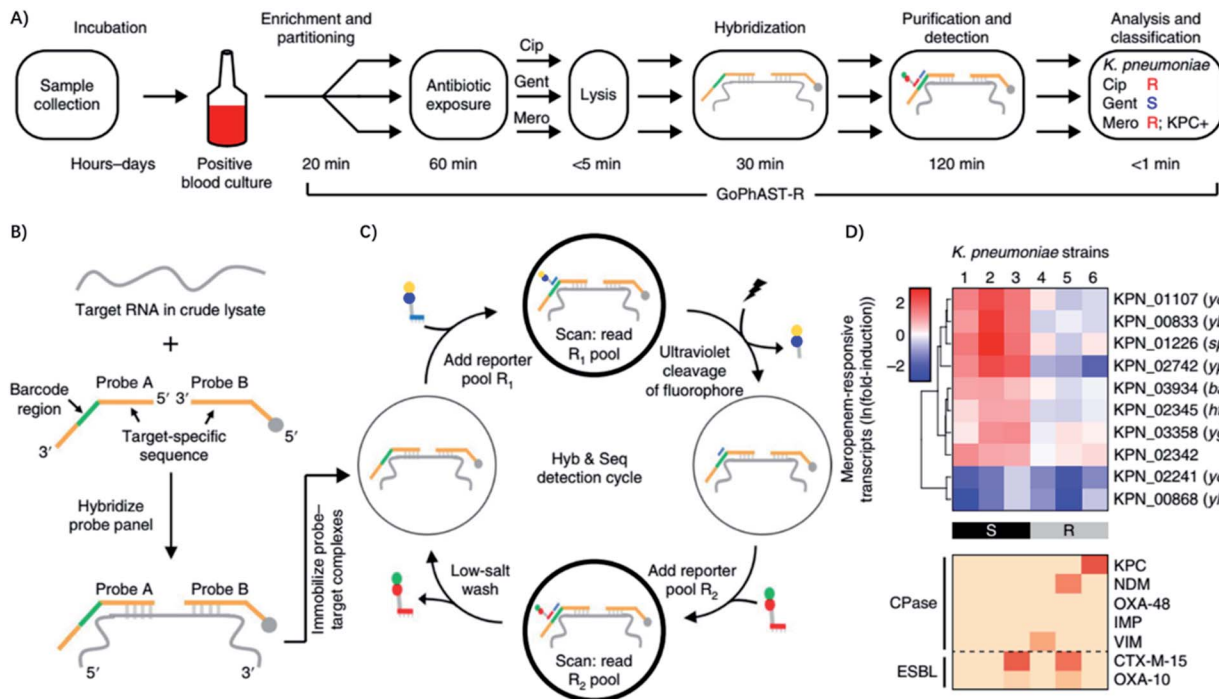 A)
Incubation
Sample
collection
Hours–days
Positive
blood culture
Enrichment and
partitioning
20 min
Antibiotic
exposure
60 min
Cip
Gent
Mero
Lysis
<5 min
Hybridization
30 min
Purification and
detection
120 min
Analysis and
classification
K. pneumoniae
Cip R
Gent S
Mero R; KPC+
<1 min
GoPhAST-R
B)
Target RNA in crude lysate
+
Barcode
region
Probe A 5′ 3′ Probe B
3′
Target-specific
sequence
5′
Hybridize
probe panel
Probe A Probe B
5′ 3′
Immobilize probe–
target complexes
C)
Add reporter
pool R1
Scan: read
R1 pool
Ultraviolet
cleavage
of fluorophore
Hyb & Seq
detection cycle
Add reporter
pool R2
Scan: read
R2 pool
Low-salt
wash
D)
K. pneumoniae strains
1 2 3 4 5 6
2
0
−2
Meropenem-responsive
transcripts (ln(fold-induction))
KPN_01107
KPN_00833
KPN_01226 (sp
KPN_02742 (yp
KPN_03934
KPN_02345
KPN_03358 (yg
KPN_02342
KPN_02241
KPN_00868
S R
CPase
KPC
NDM
OXA-48
IMP
VIM
ESBL
CTX-M-15
OXA-10